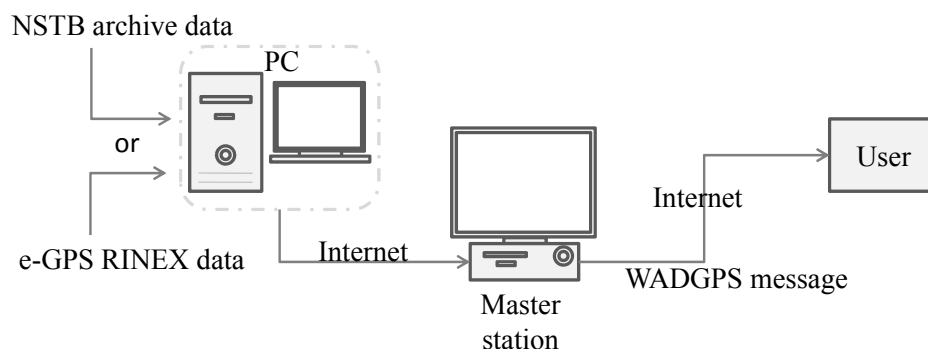 NSTB archive data
PC
or
e-GPS RINEX data
Internet
Master
station
WADGPS message
Internet
User